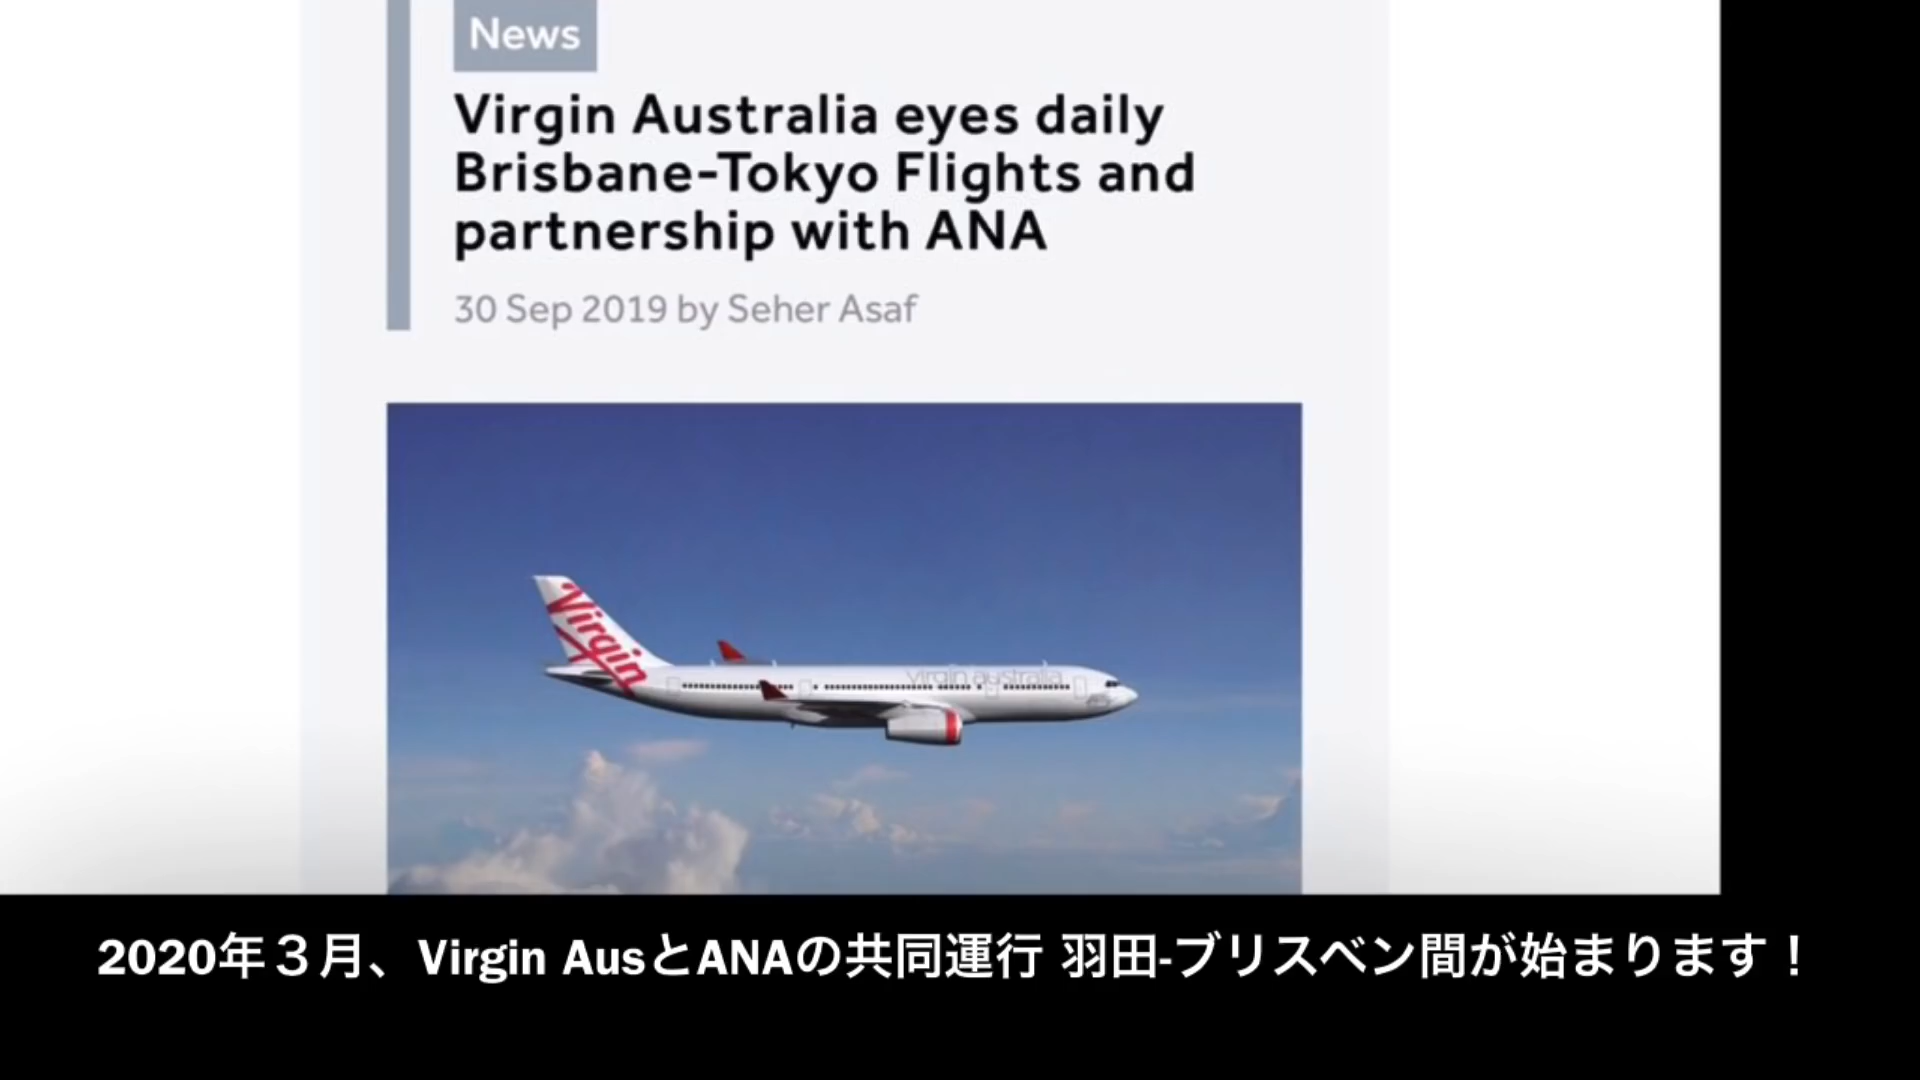 News
Virgin Australia eyes daily
Brisbane-Tokyo Flights and
partnership with ANA
30 Sep 2019 by Seher Asaf
Virgin
virgin australia
2020年３月、Virgin AusとANAの共同運行 羽田-ブリスベン間が始まります！